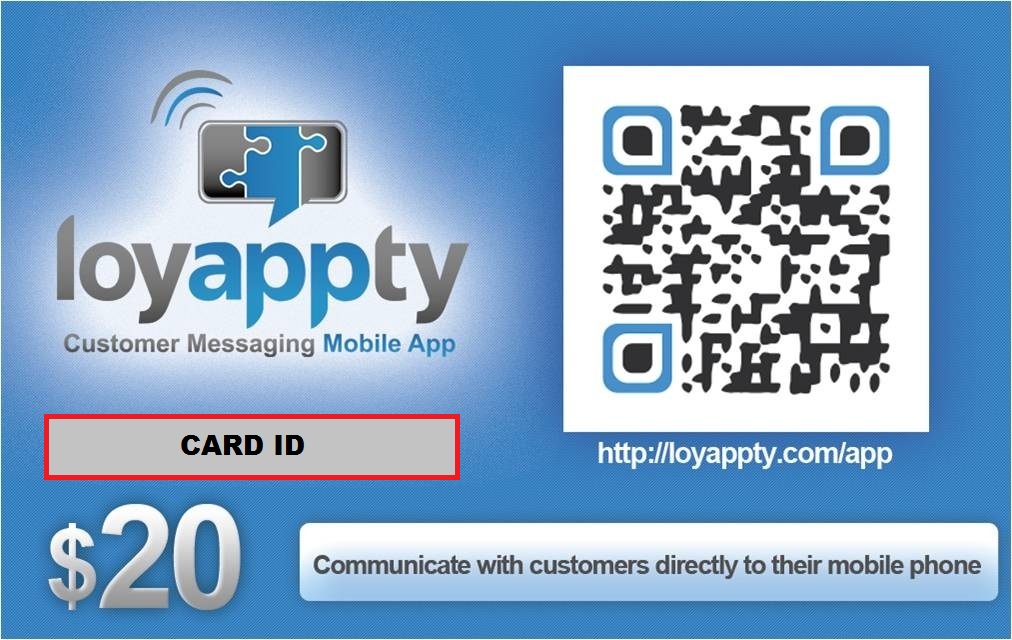 loyappty
Customer Messaging Mobile App
CARD ID
http://loyappty.com/app
$20
Communicate with customers directly to their mobile phone